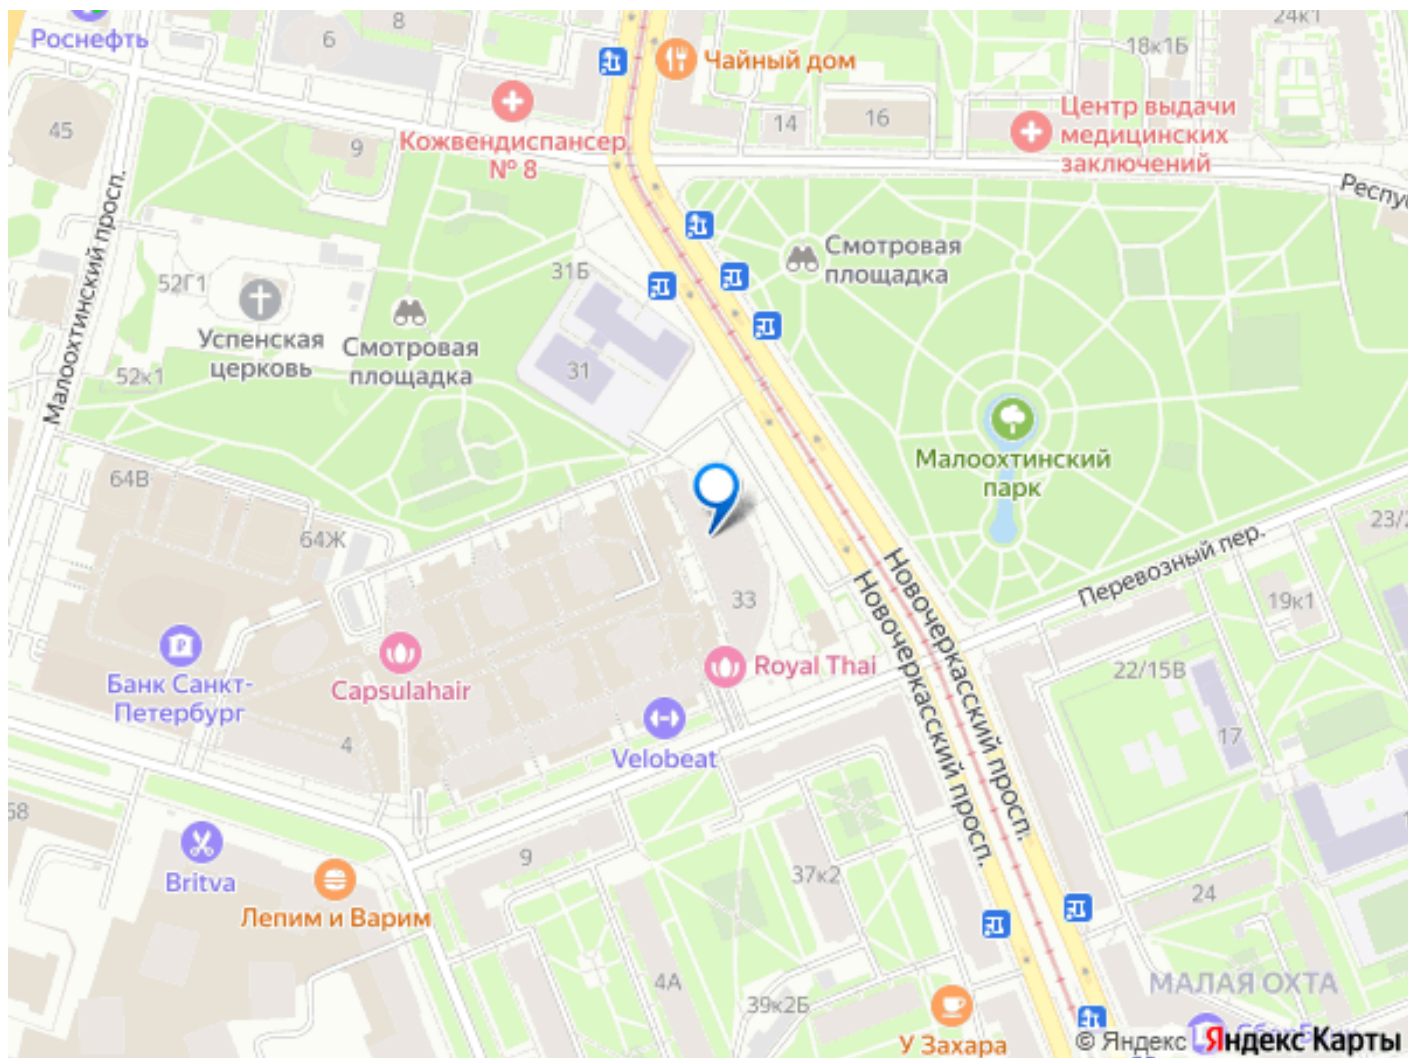 Роснефть
8
6
24к1
18к1Б
Чайный дом
Кожвендиспансер
№ 8
14
16
Центр выдачи
медицинских
заключений
45
9
Респу
Малоохтинский просп.
52Г1
Успенская
церковь
Смотровая
площадка
31Б
Смотровая
площадка
31
52к1
Малоохтинский
парк
64В
64Ж
23/2
Перевозный пер.
Новочеркасский просп.
Новочеркасский просп.
33
19к1
Банк Санкт-
Петербург
Capsulahair
Royal Thai
22/15В
Velobeat
4
17
Britva
9
37к2
24
Лепим и Варим
4А
39к2Б
МАЛАЯ ОХТА
У Захара
© Яндекс
Яндекс Карты